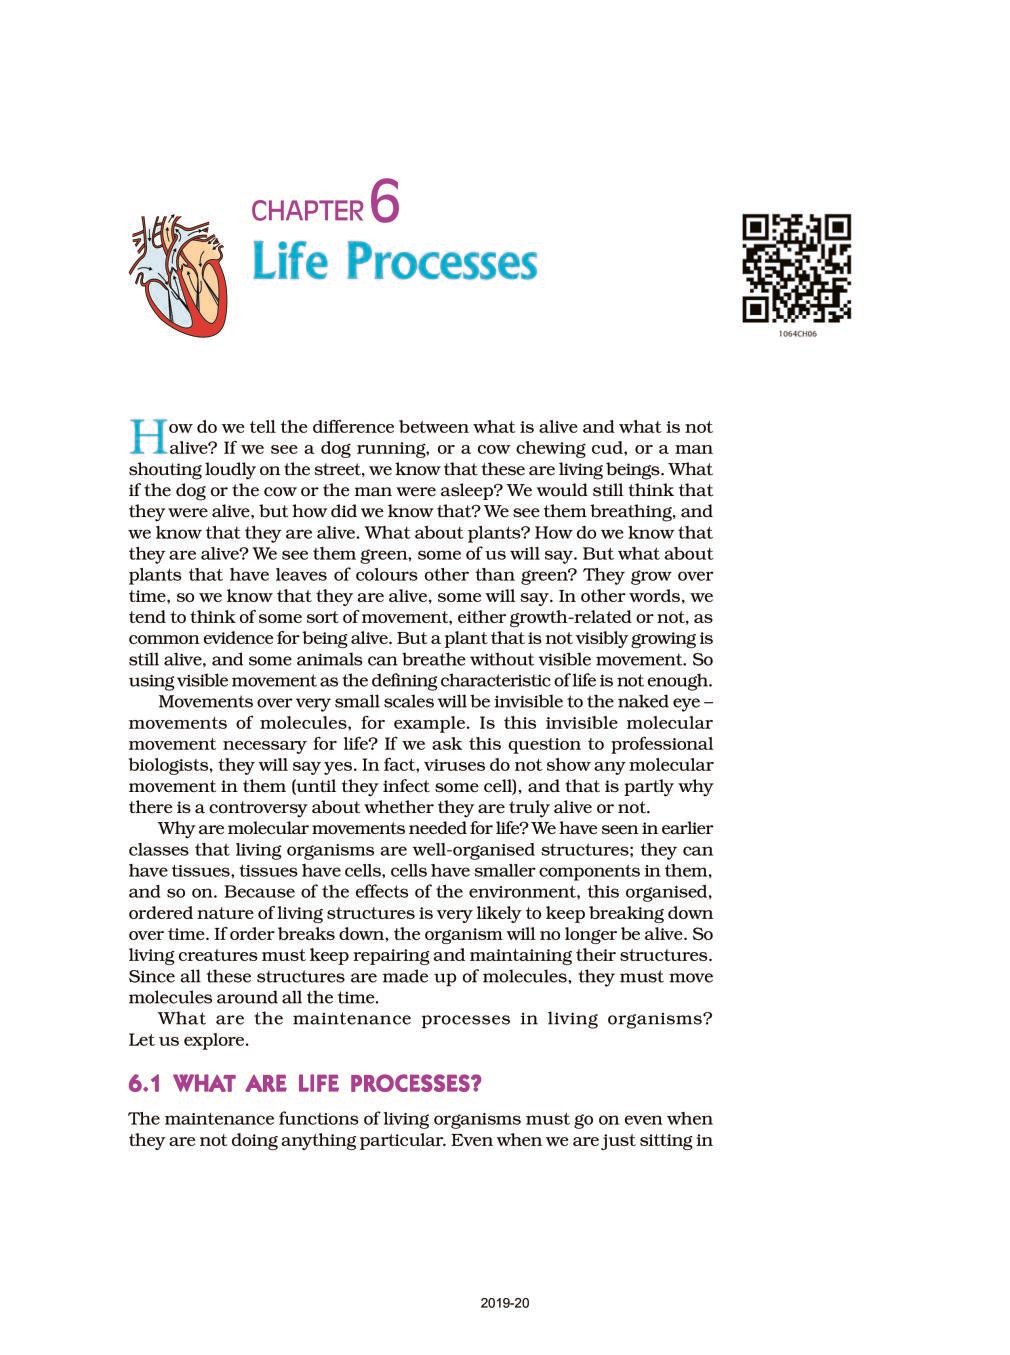 CHAPTER 6
Life Processes
1064CH06
How do we tell the difference between what is alive and what is not
alive? If we see a dog running, or a cow chewing cud, or a man
shouting loudly on the street, we know that these are living beings. What
if the dog or the cow or the man were asleep? We would still think that
they were alive, but how did we know that? We see them breathing, and
we know that they are alive. What about plants? How do we know that
they are alive? We see them green, some of us will say. But what about
plants that have leaves of colours other than green? They grow over
time, so we know that they are alive, some will say. In other words, we
tend to think of some sort of movement, either growth-related or not, as
common evidence for being alive. But a plant that is not visibly growing is
still alive, and some animals can breathe without visible movement. So
using visible movement as the defining characteristic of life is not enough.
Movements over very small scales will be invisible to the naked eye –
movements of molecules, for example. Is this invisible molecular
movement necessary for life? If we ask this question to professional
biologists, they will say yes. In fact, viruses do not show any molecular
movement in them (until they infect some cell), and that is partly why
there is a controversy about whether they are truly alive or not.
Why are molecular movements needed for life? We have seen in earlier
classes that living organisms are well-organised structures; they can
have tissues, tissues have cells, cells have smaller components in them,
and so on. Because of the effects of the environment, this organised,
ordered nature of living structures is very likely to keep breaking down
over time. If order breaks down, the organism will no longer be alive. So
living creatures must keep repairing and maintaining their structures.
Since all these structures are made up of molecules, they must move
molecules around all the time.
What are the maintenance processes in living organisms?
Let us explore.
6.1 WHAT ARE LIFE PROCESSES?
The maintenance functions of living organisms must go on even when
they are not doing anything particular. Even when we are just sitting in
2019-20